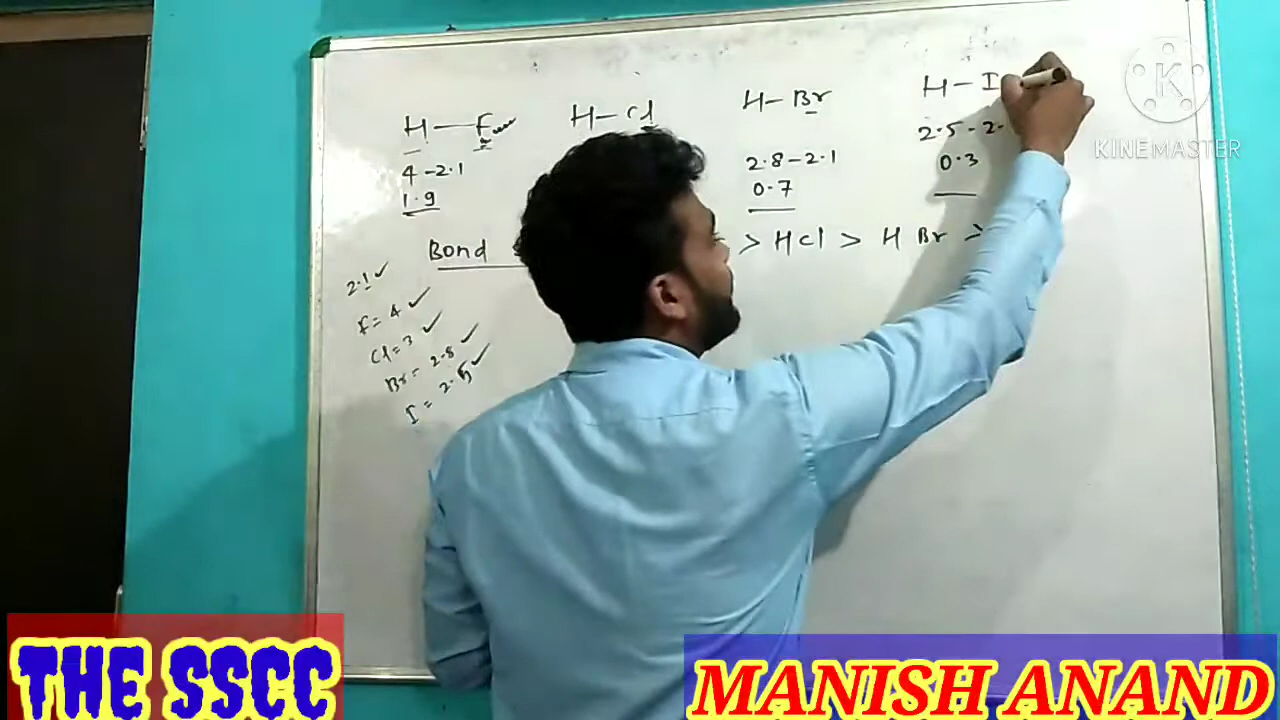 H—F H—Cl H—Br H—I
4-2.1 2.8-2.1 2.5-2.
1.9 0.7 0.3
Bond > HCl > HBr >
2.1 ✓
F = 4 ✓
Cl = 3 ✓
Br = 2.8 ✓
I = 2.5 ✓
KINEMASTER
THE SSCC
MANISH ANAND